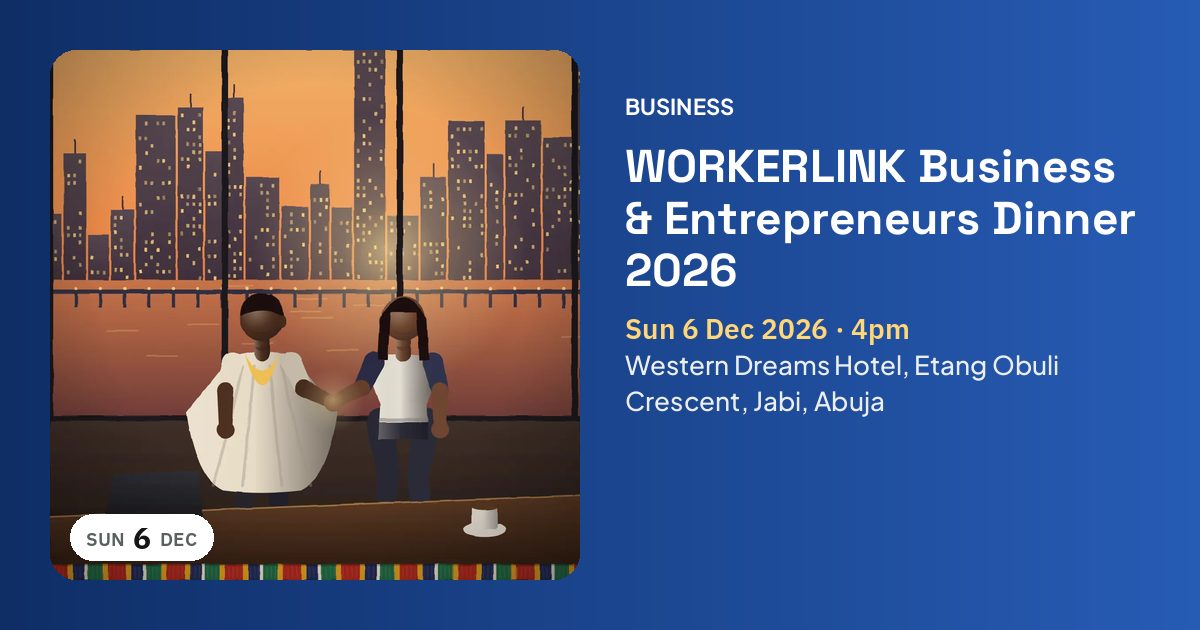 BUSINESS
WORKERLINK Business
& Entrepreneurs Dinner
2026
Sun 6 Dec 2026 · 4pm
Western Dreams Hotel, Etang Obuli
Crescent, Jabi, Abuja
SUN 6 DEC